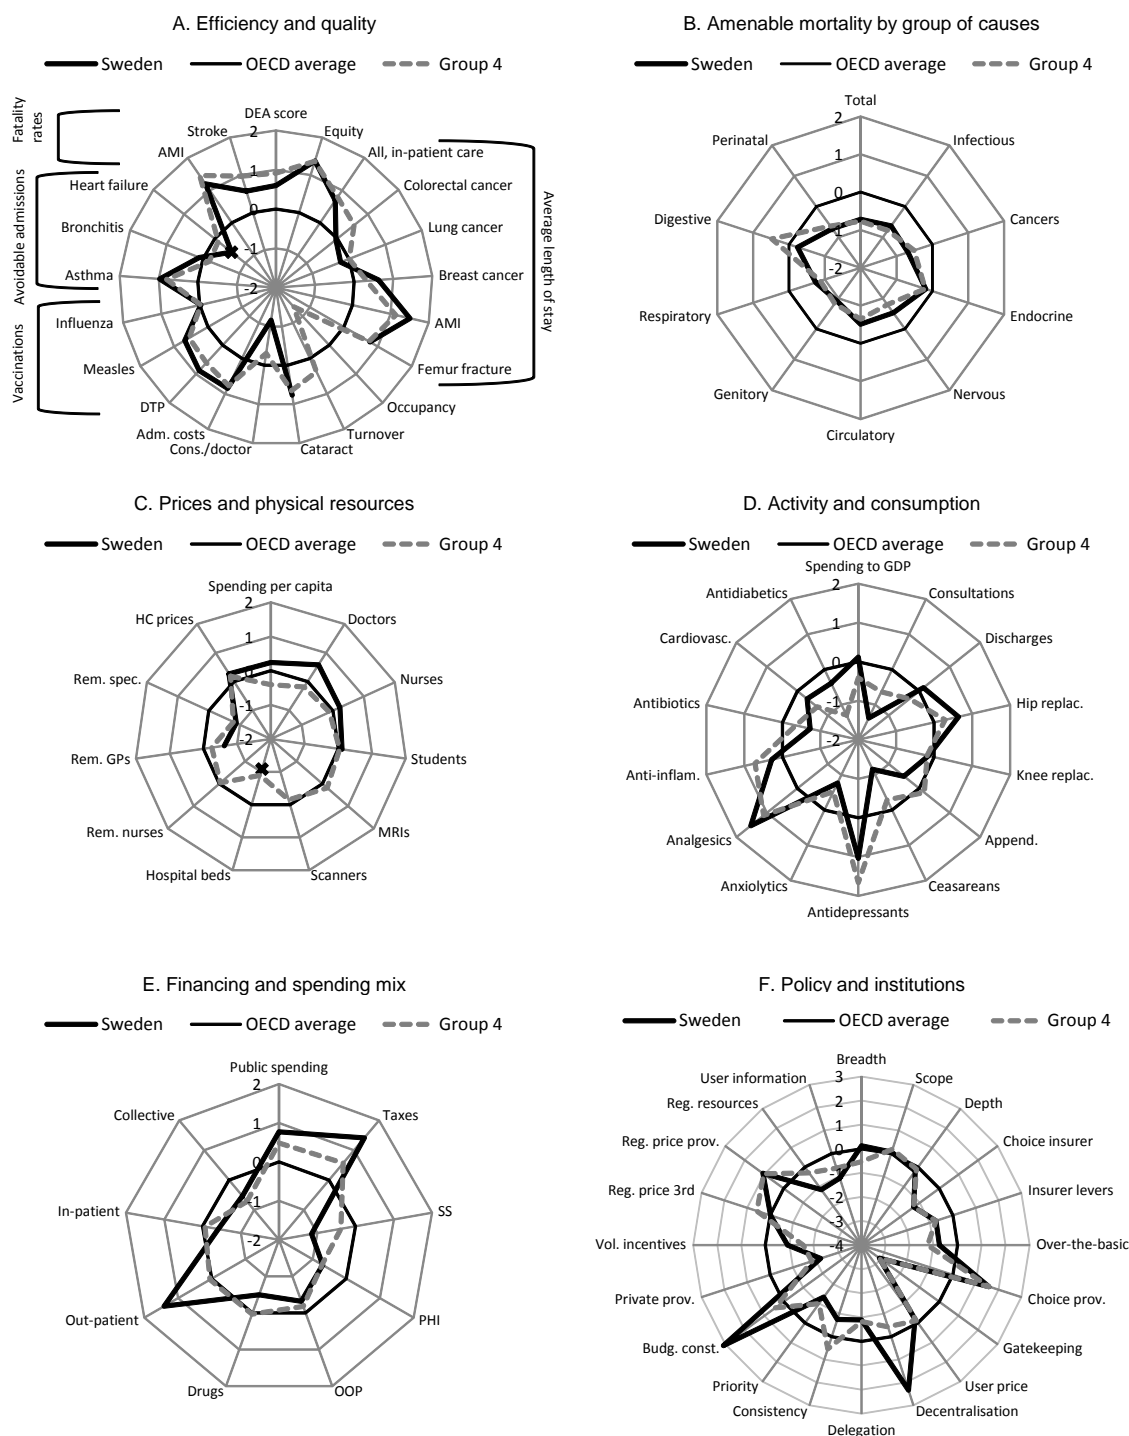 A. Efficiency and quality
Sweden OECD average Group 4
Fatality rates
Avoidable admissions
Vaccinations
Average length of stay
DEA score
Equity
All, in-patient care
Colorectal cancer
Lung cancer
Breast cancer
AMI
Femur fracture
Occupancy
Turnover
Cataract
Cons./doctor
Adm. costs
DTP
Measles
Influenza
Asthma
Bronchitis
Heart failure
AMI
Stroke
2
1
0
-1
-2
B. Amenable mortality by group of causes
Sweden OECD average Group 4
Total
Infectious
Cancers
Endocrine
Nervous
Circulatory
Genitory
Respiratory
Digestive
Perinatal
2
1
0
-1
-2
C. Prices and physical resources
Sweden OECD average Group 4
Spending per capita
Doctors
Nurses
Students
MRIs
Scanners
Hospital beds
Rem. nurses
Rem. GPs
Rem. spec.
HC prices
2
1
0
-1
-2
D. Activity and consumption
Sweden OECD average Group 4
Spending to GDP
Consultations
Discharges
Hip replac.
Knee replac.
Append.
Ceasareans
Antidepressants
Anxiolytics
Analgesics
Anti-inflam.
Antibiotics
Cardiovasc.
Antidiabetics
2
1
0
-1
-2
E. Financing and spending mix
Sweden OECD average Group 4
Public spending
Taxes
SS
PHI
OOP
Drugs
Out-patient
In-patient
Collective
2
1
0
-1
-2
F. Policy and institutions
Sweden OECD average Group 4
Breadth
Scope
Depth
Choice insurer
Insurer levers
Over-the-basic
Choice prov.
Gatekeeping
User price
Decentralisation
Delegation
Consistency
Priority
Budg. const.
Private prov.
Vol. incentives
Reg. price 3rd
Reg. price prov.
Reg. resources
User information
3
2
1
0
-1
-2
-3
-4